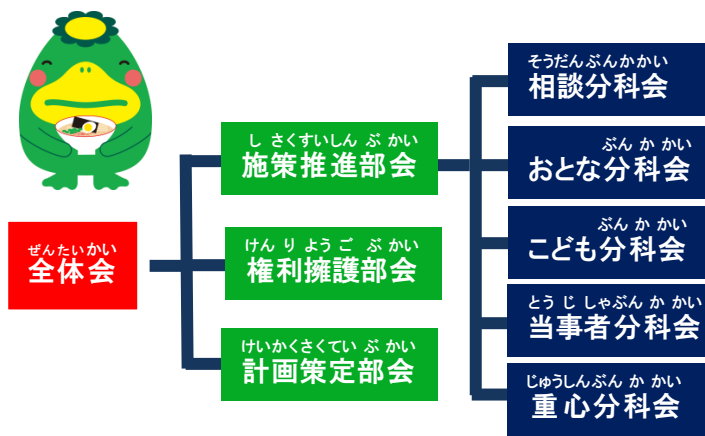 ぜんたいかい
全体会
しさくすいしんぶかい
施策推進部会
けんりようごぶかい
権利擁護部会
けいかくさくていぶかい
計画策定部会
そうだんぶんかかい
相談分科会
ぶんかかい
おとな分科会
ぶんかかい
こども分科会
とうじしゃぶんかかい
当事者分科会
じゅうしんぶんかかい
重心分科会